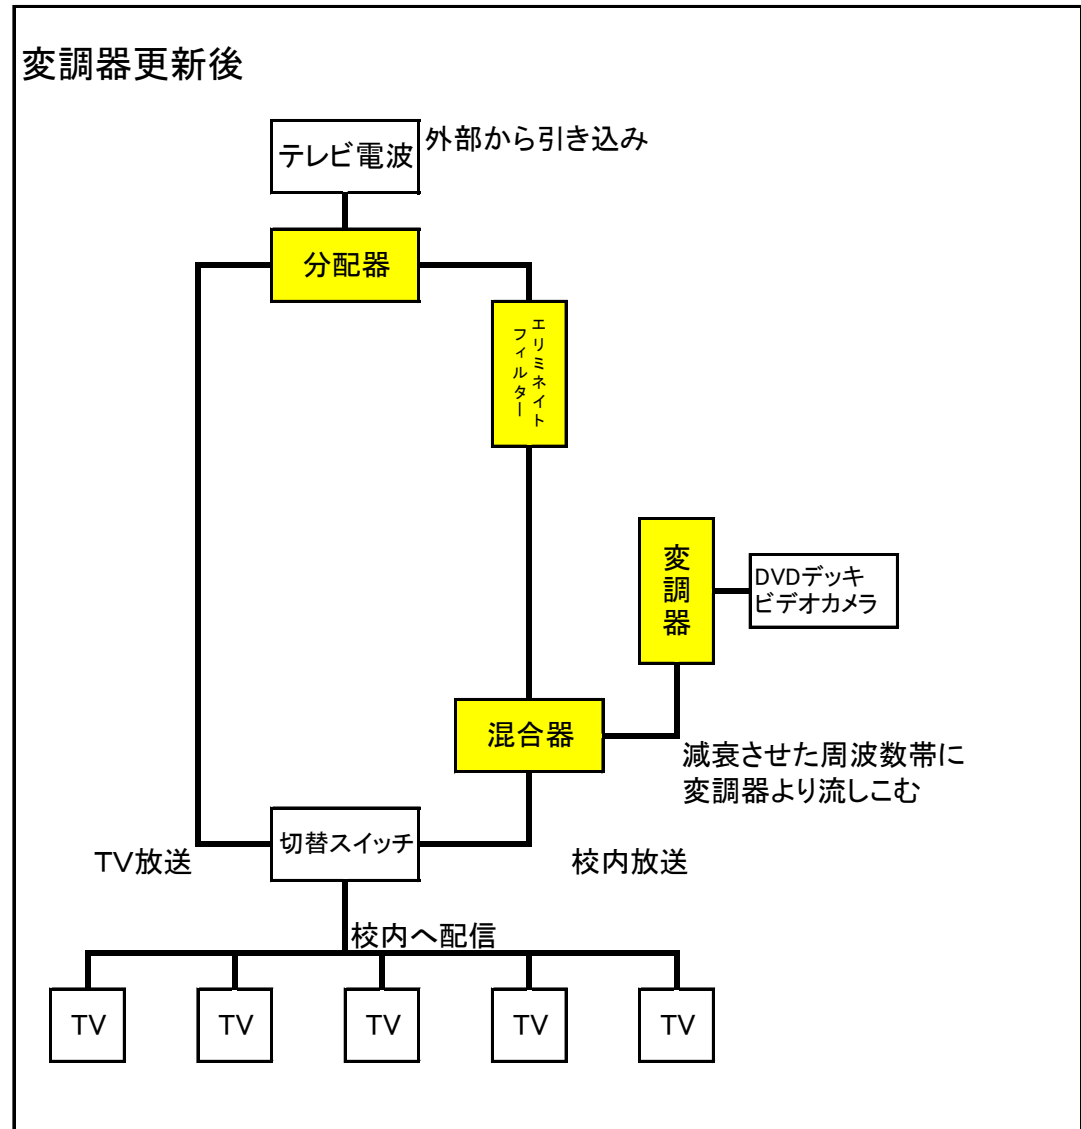 変調器更新後
テレビ電波
外部から引き込み
分配器
エリミネイト
フィルター
変調器
DVDデッキ
ビデオカメラ
混合器
減衰させた周波数帯に
変調器より流しこむ
切替スイッチ
TV放送
校内放送
校内へ配信
TV
TV
TV
TV
TV